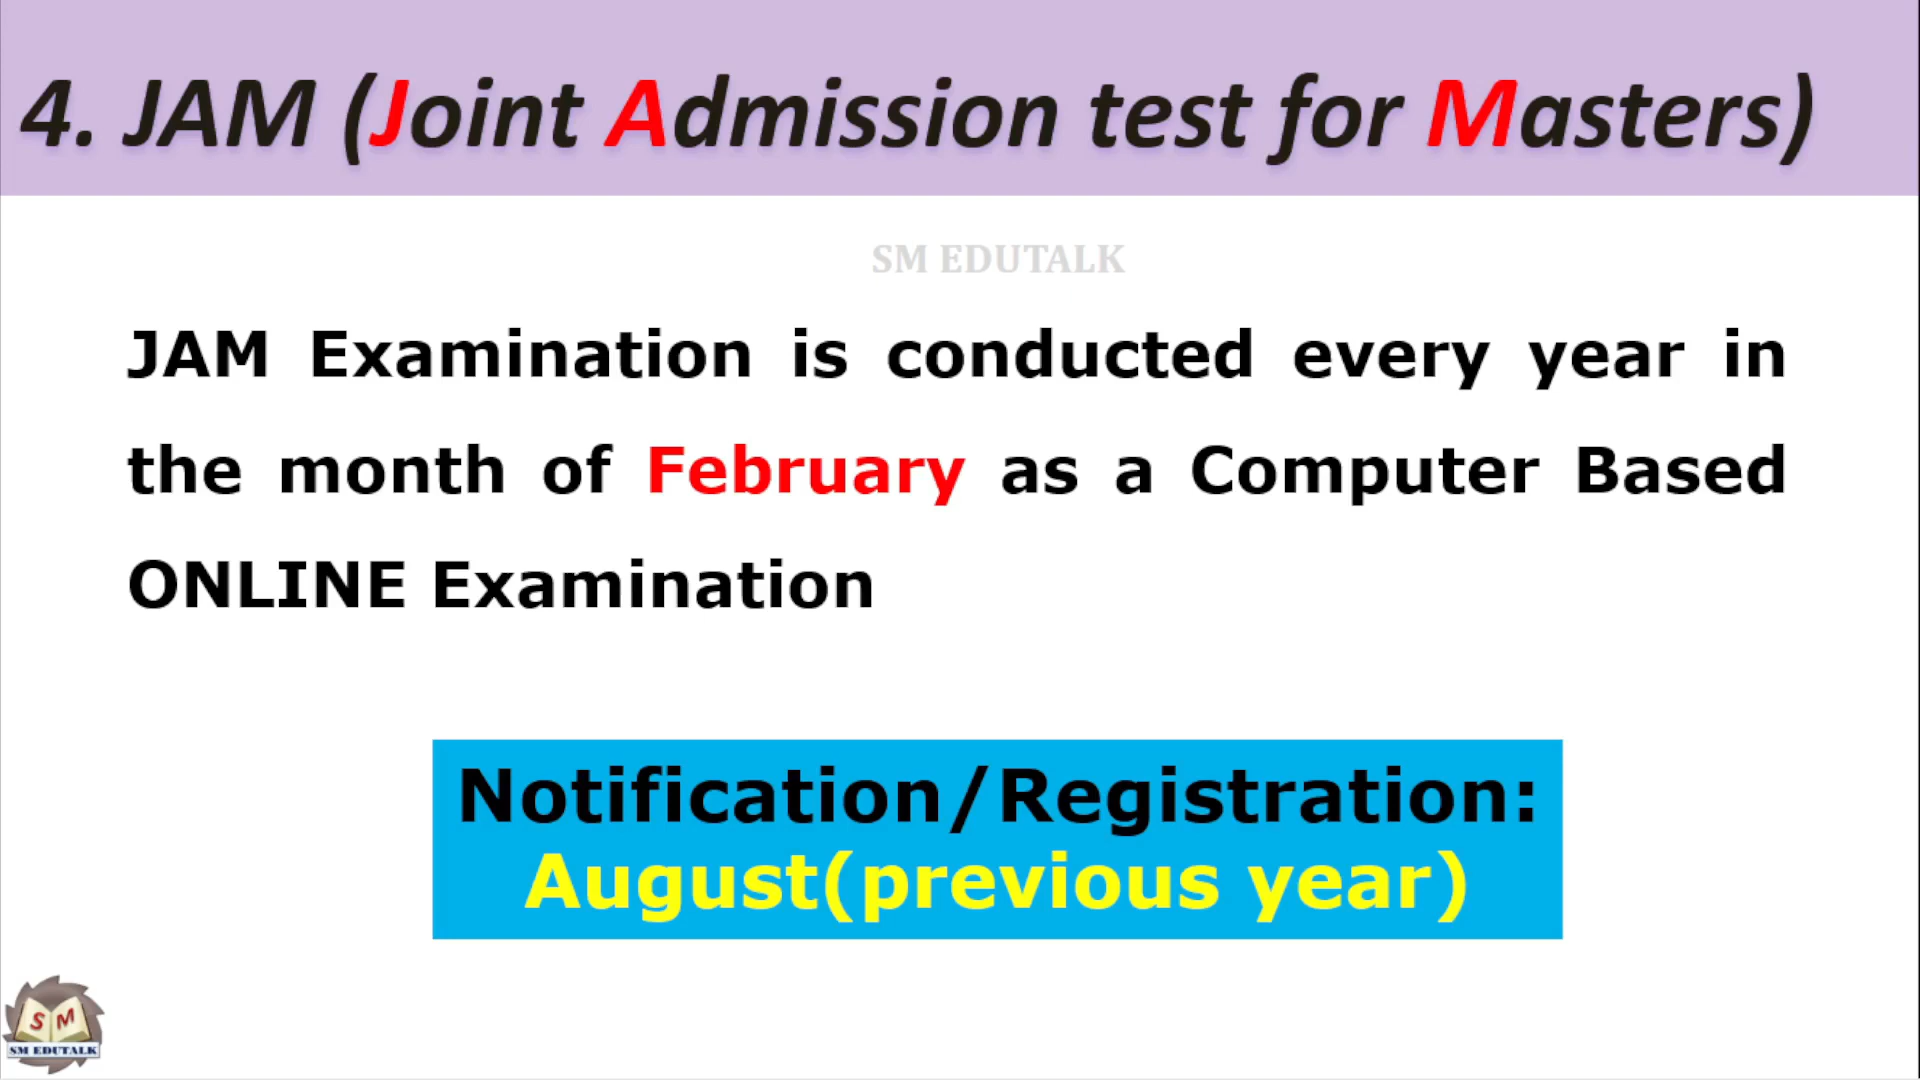 4. JAM (Joint Admission test for Masters)
SM EDUTALK
JAM Examination is conducted every year in
the month of February as a Computer Based
ONLINE Examination
Notification/Registration:
August(previous year)
S M
SM EDUTALK